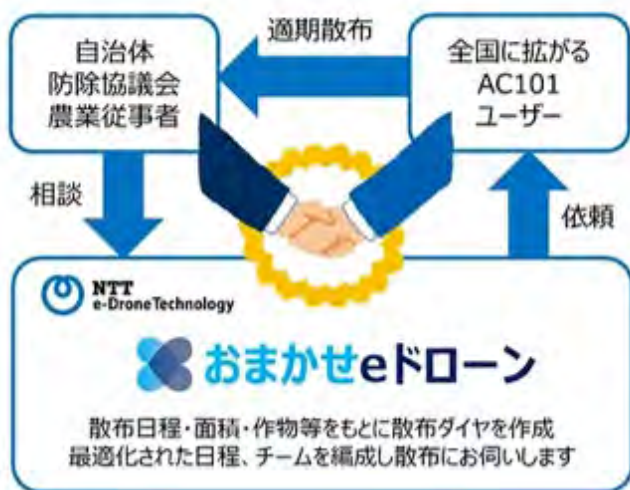 自治体
防除協議会
農業従事者
適期散布
全国に拡がる
AC101
ユーザー
相談
依頼
NTT
e-DroneTechnology
おまかせeドローン
散布日程・面積・作物等をもとに散布ダイヤを作成
最適化された日程、チームを編成し散布にお伺いします